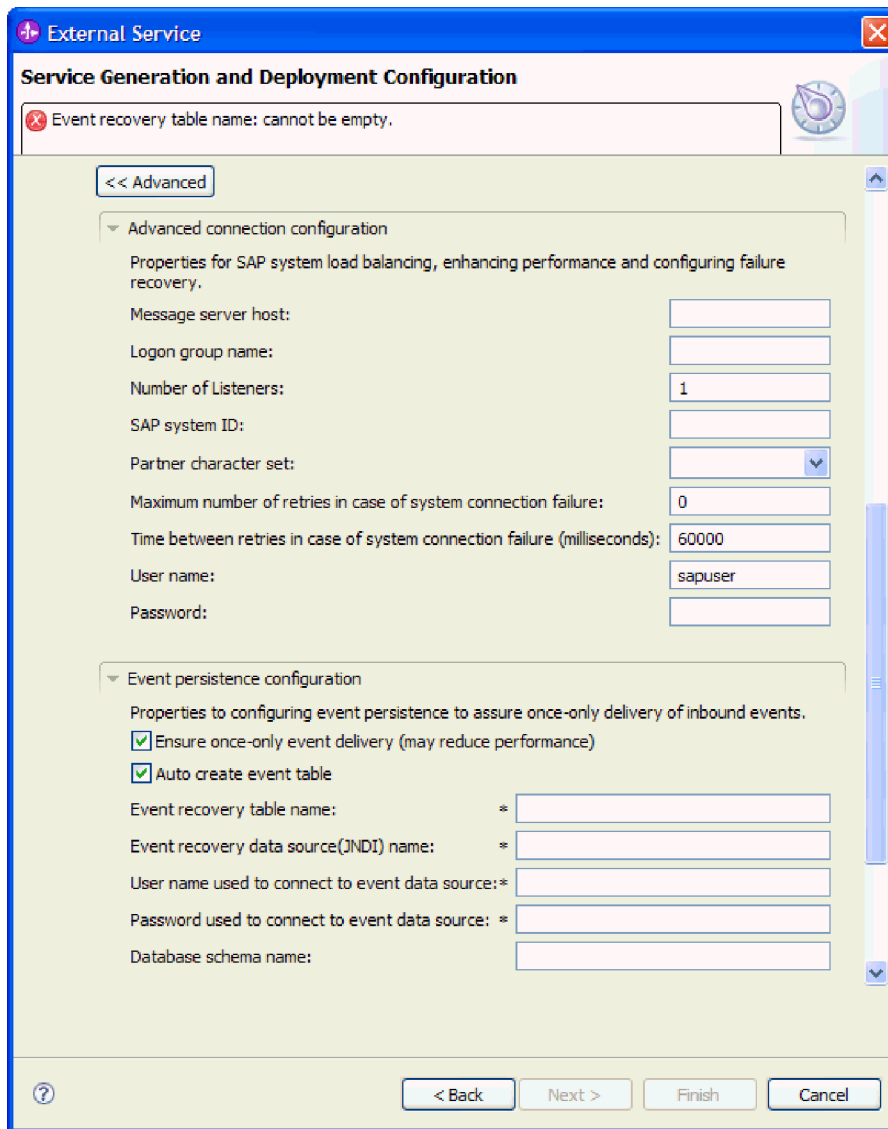 External Service
Service Generation and Deployment Configuration
Event recovery table name: cannot be empty.
<< Advanced
Advanced connection configuration
Properties for SAP system load balancing, enhancing performance and configuring failure
recovery.
Message server host:
Logon group name:
Number of Listeners: 1
SAP system ID:
Partner character set:
Maximum number of retries in case of system connection failure: 0
Time between retries in case of system connection failure (milliseconds): 60000
User name: sapuser
Password:
Event persistence configuration
Properties to configuring event persistence to assure once-only delivery of inbound events.
Ensure once-only event delivery (may reduce performance)
Auto create event table
Event recovery table name: *
Event recovery data source(JNDI) name: *
User name used to connect to event data source:*
Password used to connect to event data source: *
Database schema name:
? < Back Next > Finish Cancel